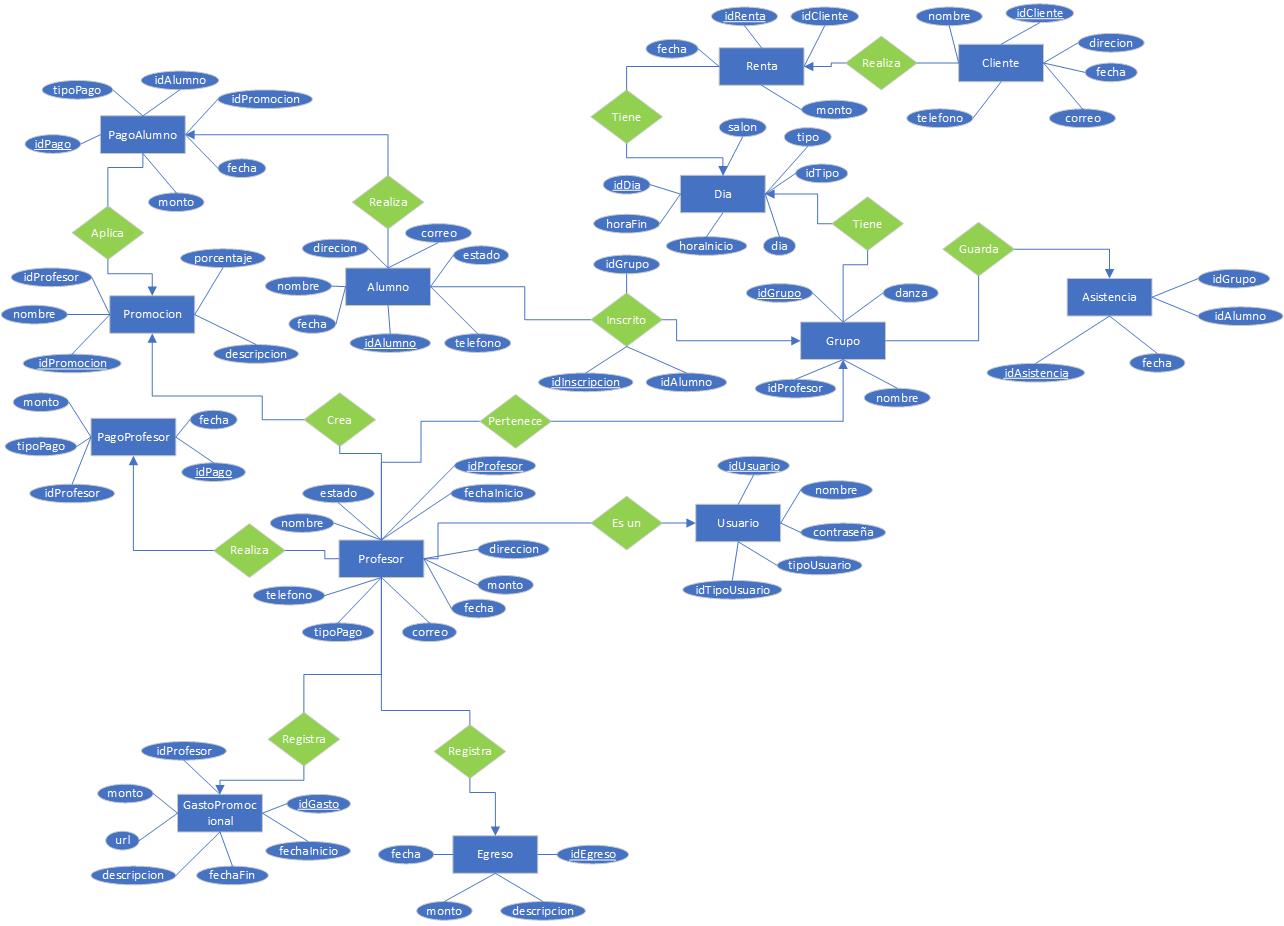 idRenta
idCliente
fecha
Renta
monto
Realiza
nombre
idCliente
Cliente
direcion
fecha
correo
telefono
Tiene
tipoPago
idAlumno
idPromocion
PagoAlumno
idPago
fecha
monto
Realiza
Aplica
salon
tipo
idTipo
idDia
Dia
horaFin
horaInicio
dia
Tiene
Guarda
idProfesor
porcentaje
nombre
Promocion
idPromocion
descripcion
direcion
correo
estado
nombre
Alumno
fecha
idAlumno
telefono
idGrupo
Inscrito
idInscripcion
idAlumno
idGrupo
danza
Grupo
idProfesor
nombre
Asistencia
idGrupo
idAlumno
idAsistencia
fecha
monto
fecha
PagoProfesor
tipoPago
idPago
idProfesor
Crea
Pertenece
idProfesor
estado
fechaInicio
nombre
Realiza
Profesor
direccion
monto
telefono
fecha
tipoPago
correo
Es un
idUsuario
nombre
Usuario
contraseña
tipoUsuario
idTipoUsuario
Registra
Registra
idProfesor
monto
GastoPromoc
ional
idGasto
url
fechaInicio
descripcion
fechaFin
fecha
Egreso
idEgreso
monto
descripcion